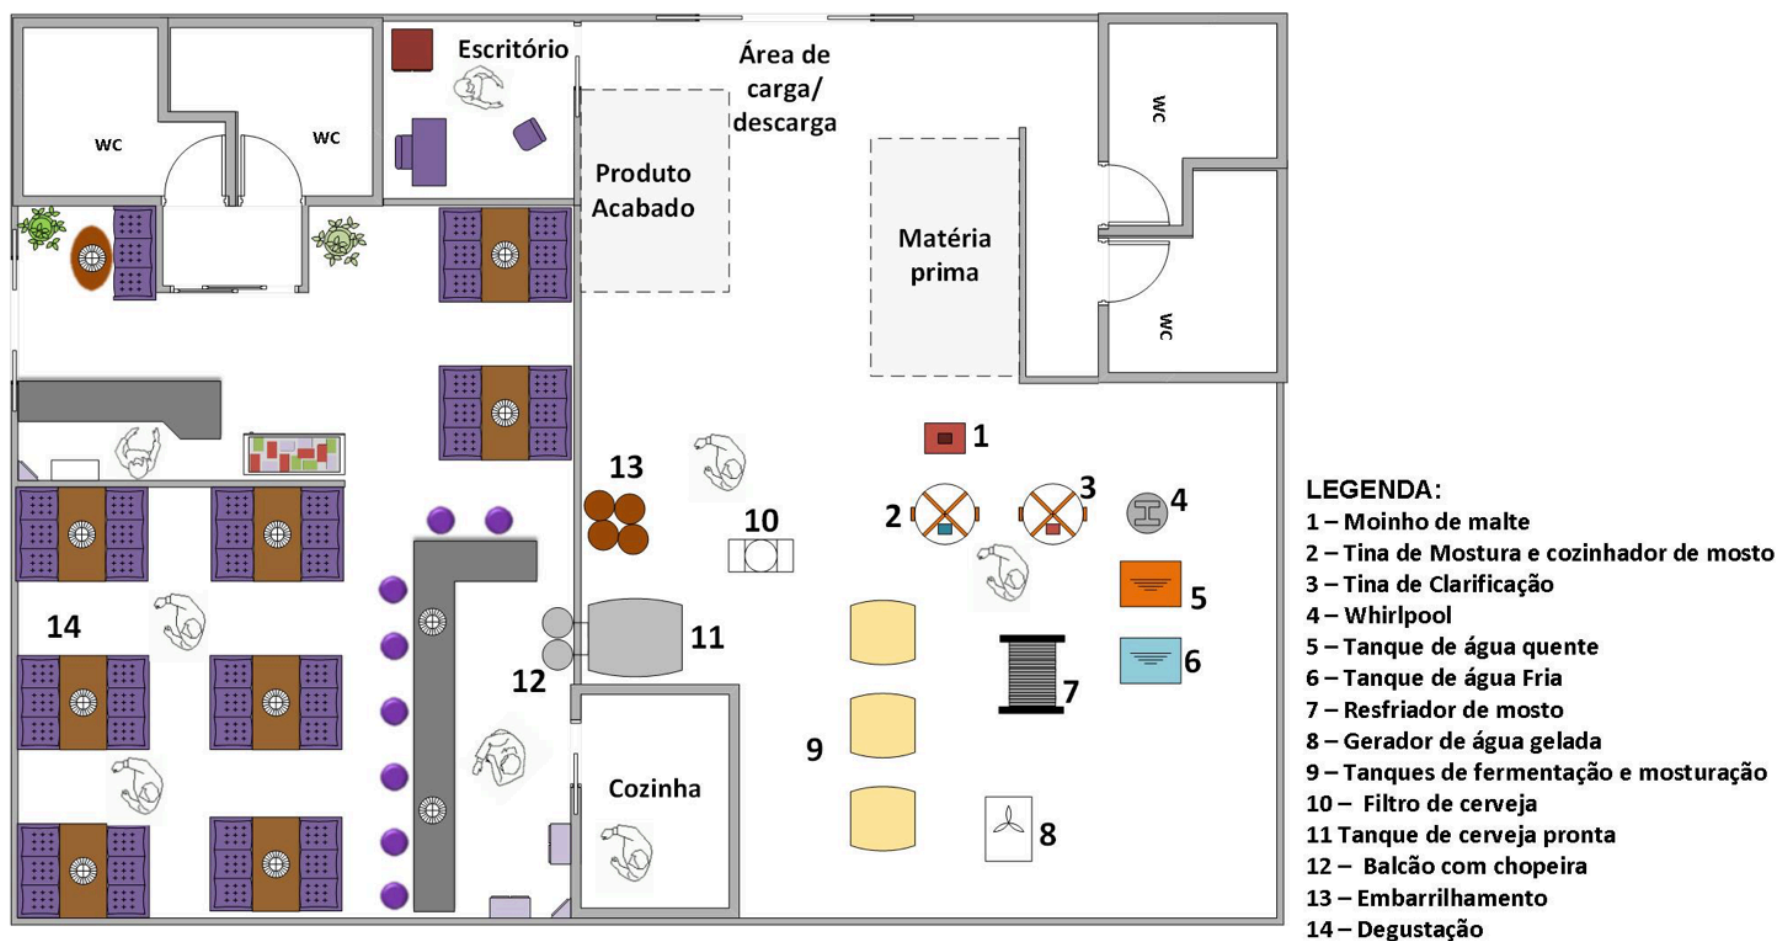 Escritório
Área de
carga/
descarga
WC
WC
WC
Produto
Acabado
Matéria
prima
WC
1
13
3
2
10
4
5
14
11
6
12
7
9
Cozinha
8
LEGENDA:
1 – Moinho de malte
2 – Tina de Mostura e cozinhador de mosto
3 – Tina de Clarificação
4 – Whirlpool
5 – Tanque de água quente
6 – Tanque de água Fria
7 – Resfriador de mosto
8 – Gerador de água gelada
9 – Tanques de fermentação e mosturação
10 – Filtro de cerveja
11 Tanque de cerveja pronta
12 – Balcão com chopeira
13 – Embarrilhamento
14 – Degustação